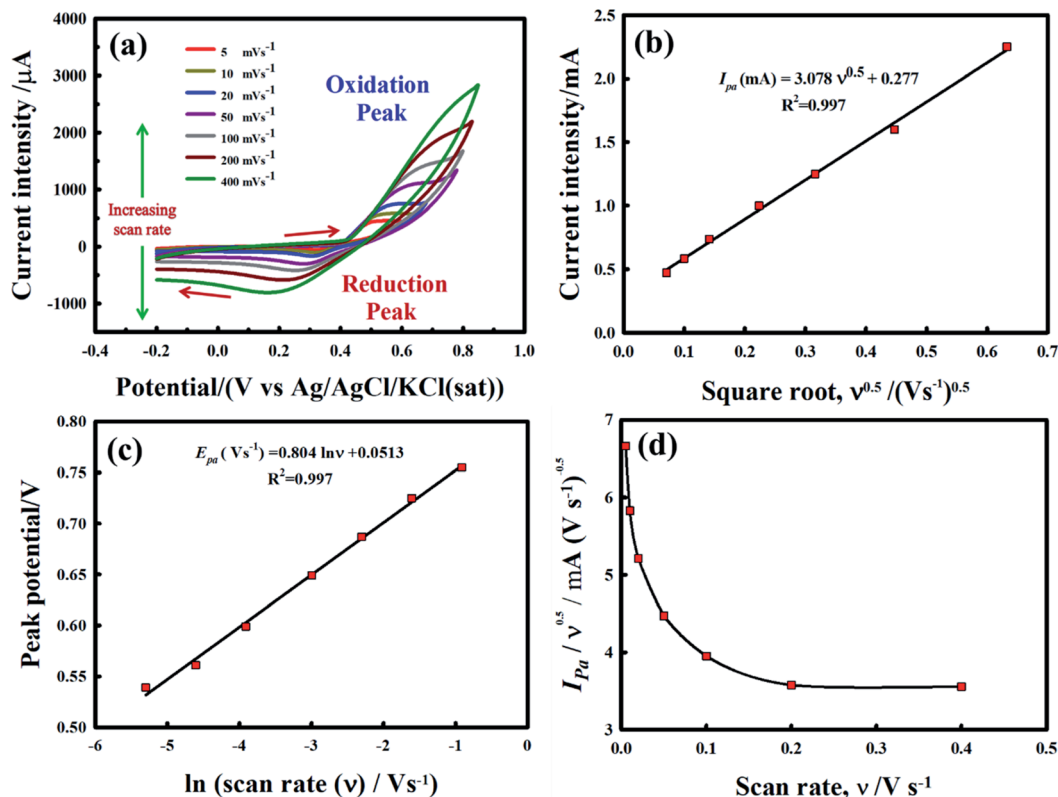 (a)
4000
3000
2000
1000
0
-1000
Current intensity /µA
5 mVs⁻¹
10 mVs⁻¹
20 mVs⁻¹
50 mVs⁻¹
100 mVs⁻¹
200 mVs⁻¹
400 mVs⁻¹
Oxidation
Peak
Increasing
scan rate
Reduction
Peak
-0.4 -0.2 0.0 0.2 0.4 0.6 0.8 1.0
Potential/(V vs Ag/AgCl/KCl(sat))
(b)
2.5
2.0
1.5
1.0
0.5
0.0
Current intensity/mA
Iₚₐ (mA) = 3.078 ν⁰·⁵ + 0.277
R²=0.997
0.0 0.1 0.2 0.3 0.4 0.5 0.6 0.7
Square root, ν⁰·⁵ /(Vs⁻¹)⁰·⁵
(c)
0.80
0.75
0.70
0.65
0.60
0.55
0.50
Peak potential/V
Eₚₐ ( Vs⁻¹) =0.804 lnν +0.0513
R²=0.997
-6 -5 -4 -3 -2 -1 0
ln (scan rate (ν) / Vs⁻¹)
(d)
7
6
5
4
3
I_Pa / ν^0.5 / mA (V s⁻¹)^-0.5
0.0 0.1 0.2 0.3 0.4 0.5
Scan rate, ν /V s⁻¹